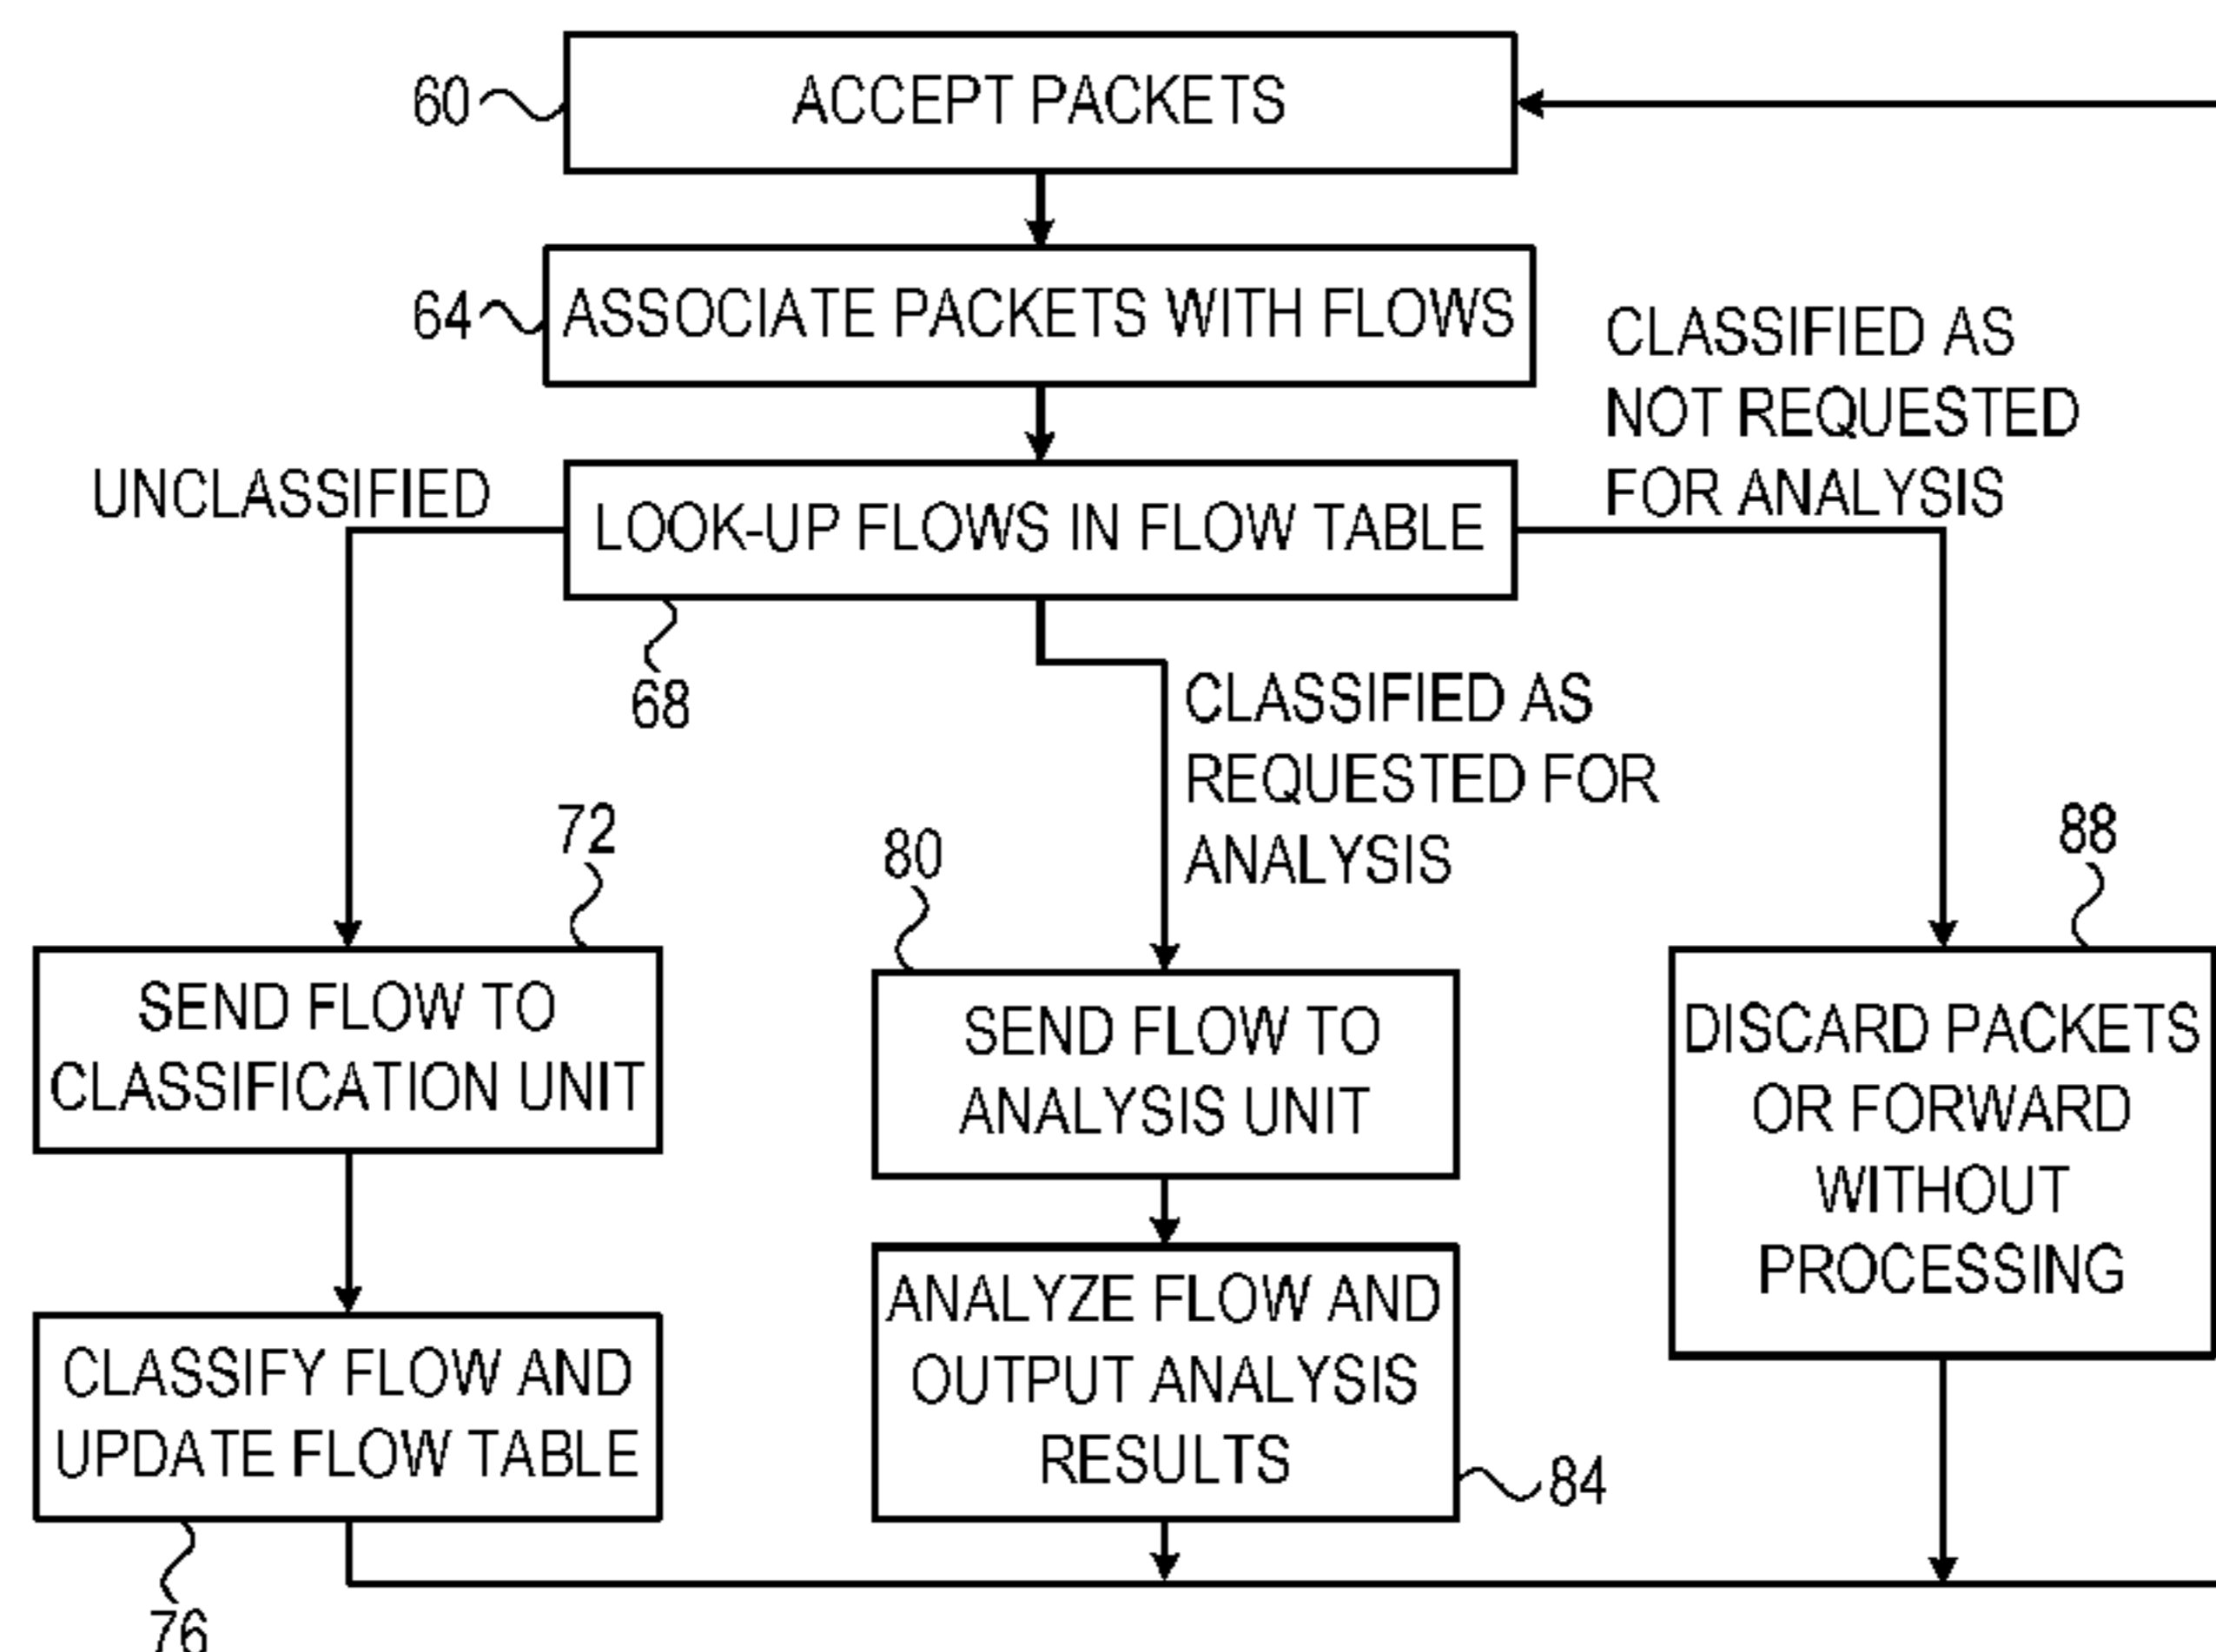 60
ACCEPT PACKETS
64
ASSOCIATE PACKETS WITH FLOWS
CLASSIFIED AS
NOT REQUESTED
FOR ANALYSIS
UNCLASSIFIED
LOOK-UP FLOWS IN FLOW TABLE
68
CLASSIFIED AS
REQUESTED FOR
ANALYSIS
72
SEND FLOW TO
CLASSIFICATION UNIT
80
SEND FLOW TO
ANALYSIS UNIT
88
DISCARD PACKETS
OR FORWARD
WITHOUT
PROCESSING
CLASSIFY FLOW AND
UPDATE FLOW TABLE
76
ANALYZE FLOW AND
OUTPUT ANALYSIS
RESULTS
84